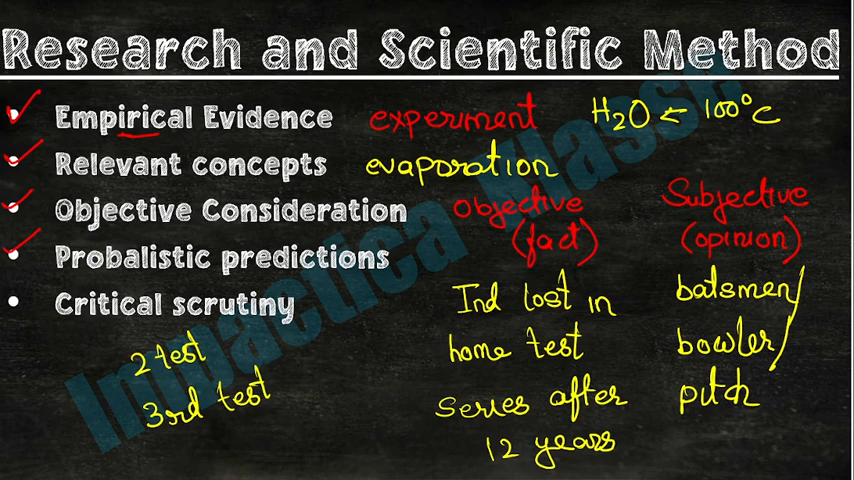 Research and Scientific Method
• Empirical Evidence experiment H2O ← 100°C
• Relevant concepts evaporation
• Objective Consideration Objective (fact) Subjective (opinion)
• Probalistic predictions
• Critical scrutiny
Ind lost in
home test
series after
12 years
batsmen/
bowler/
pitch
2 test
3rd test
Impactica Klasse